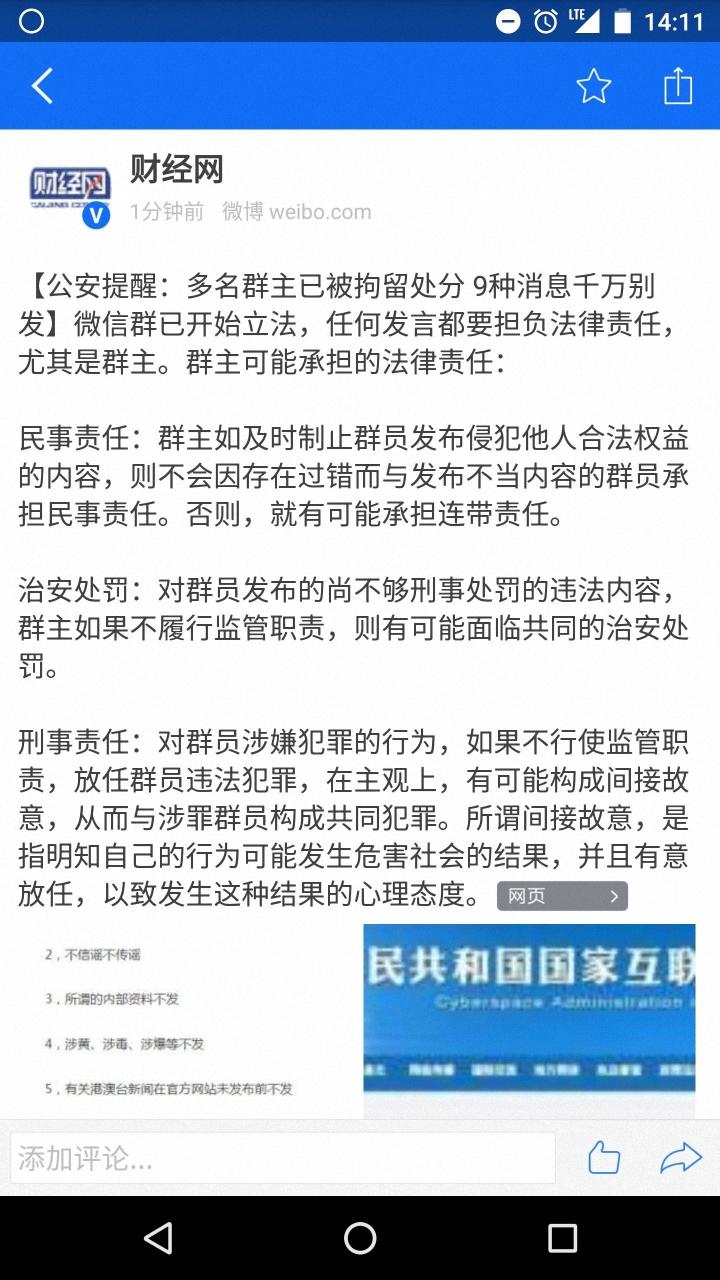 LTE 14:11
财经网
财经网
V
1分钟前 微博 weibo.com
【公安提醒：多名群主已被拘留处分 9种消息千万别
发】微信群已开始立法，任何发言都要担负法律责任，
尤其是群主。群主可能承担的法律责任：
民事责任：群主如及时制止群员发布侵犯他人合法权益
的内容，则不会因存在过错而与发布不当内容的群员承
担民事责任。否则，就有可能承担连带责任。
治安处罚：对群员发布的尚不够刑事处罚的违法内容，
群主如果不履行监管职责，则有可能面临共同的治安处
罚。
刑事责任：对群员涉嫌犯罪的行为，如果不行使监管职
责，放任群员违法犯罪，在主观上，有可能构成间接故
意，从而与涉罪群员构成共同犯罪。所谓间接故意，是
指明知自己的行为可能发生危害社会的结果，并且有意
放任，以致发生这种结果的心理态度。 网页
2，不信谣不传谣
3，所谓的内部资料不发
4，涉黄、涉毒、涉爆等不发
5，有关港澳台新闻在官方网站未发布前不发
民共和国国家互联
Cyberspace Administration
添加评论...